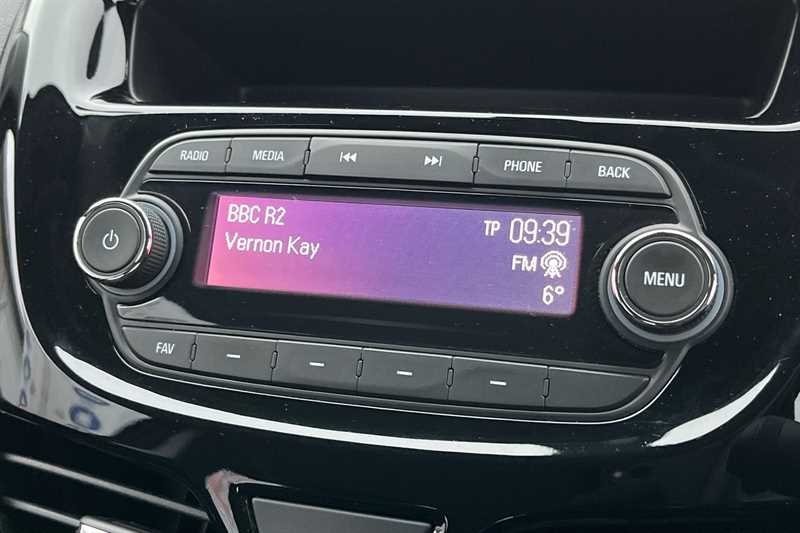 RADIO MEDIA PHONE BACK
BBC R2
Vernon Kay
TP 09:39
FM
6°
MENU
FAV